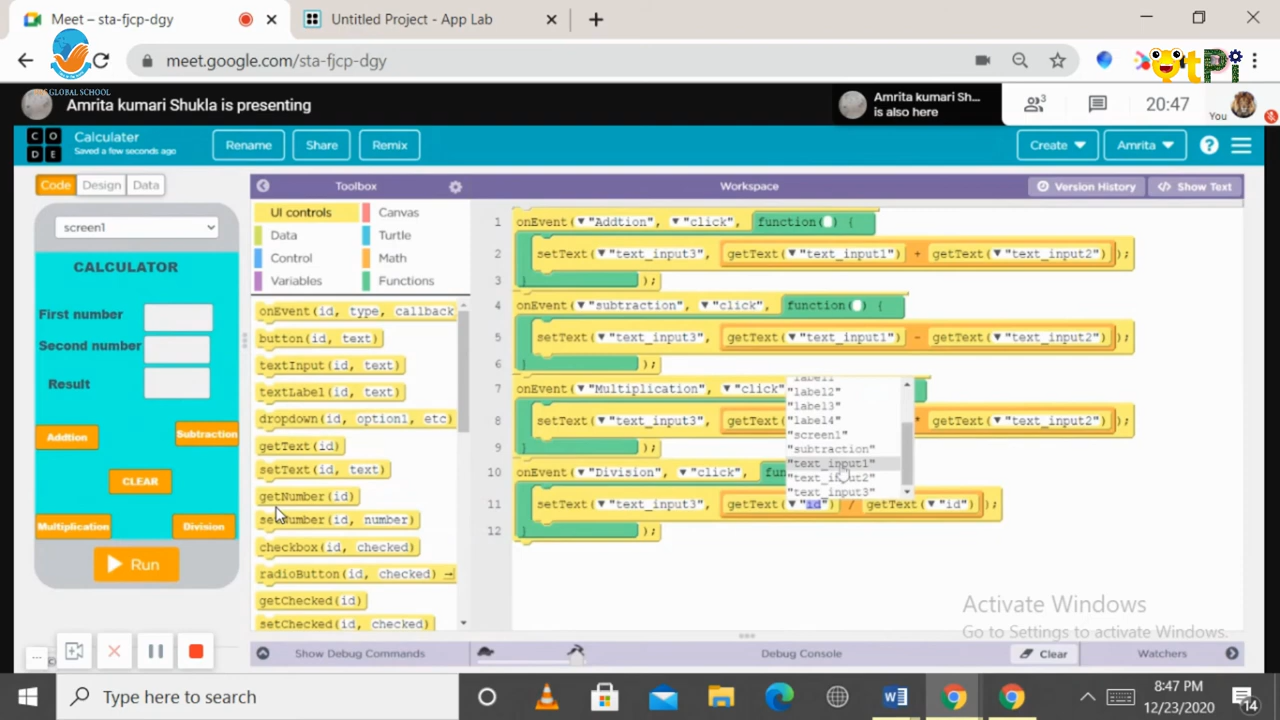 Meet – sta-fjcp-dgy
Untitled Project - App Lab
meet.google.com/sta-fjcp-dgy
GLOBAL SCHOOL
Amrita kumari Shukla is presenting
Amrita kumari Sh...
is also here
3
20:47
You
CODE
Calculater
Saved a few seconds ago
Rename
Share
Remix
Create
Amrita
?
Code
Design
Data
Toolbox
Workspace
Version History
</> Show Text
screen1
CALCULATOR
First number
Second number
Result
Addtion
Subtraction
CLEAR
Multiplication
Division
Run
UI controls
Canvas
Data
Turtle
Control
Math
Variables
Functions
onEvent(id, type, callback
button(id, text)
textInput(id, text)
textLabel(id, text)
dropdown(id, option1, etc)
getText(id)
setText(id, text)
getNumber(id)
setNumber(id, number)
checkbox(id, checked)
radioButton(id, checked)
getChecked(id)
setChecked(id, checked)
1 onEvent("Addtion", "click", function() {
2 setText("text_input3", getText("text_input1") + getText("text_input2"));
3 });
4 onEvent("subtraction", "click", function() {
5 setText("text_input3", getText("text_input1") - getText("text_input2"));
6 });
7 onEvent("Multiplication", "click"
8 setText("text_input3", getText( * getText("text_input2"));
9 });
10 onEvent("Division", "click", fun
11 setText("text_input3", getText("id") / getText("id"));
12 });
"label1"
"label2"
"label3"
"label4"
"screen1"
"subtraction"
"text_input1"
"text_input2"
"text_input3"
Activate Windows
Go to Settings to activate Windows.
Show Debug Commands
Debug Console
Clear
Watchers
Type here to search
8:47 PM
12/23/2020
14